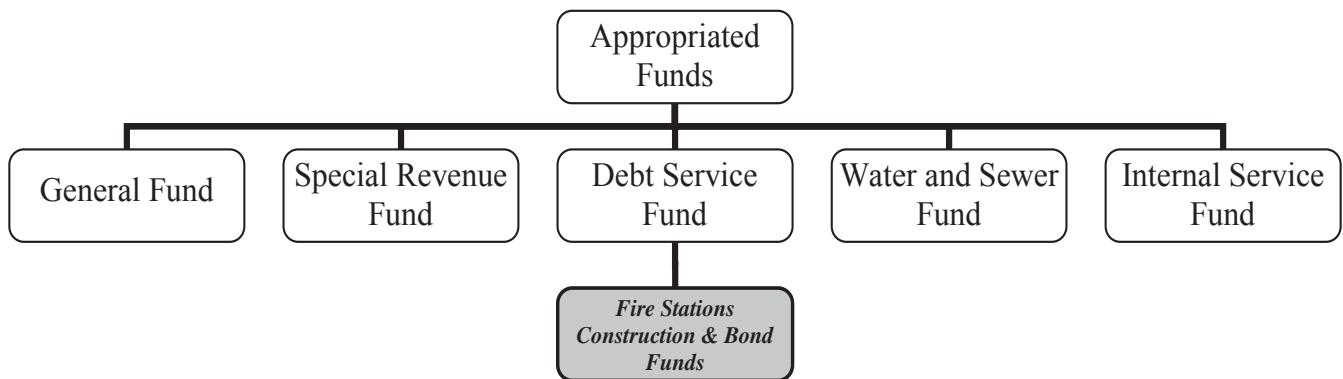 Appropriated
Funds
General Fund
Special Revenue
Fund
Debt Service
Fund
Water and Sewer
Fund
Internal Service
Fund
Fire Stations
Construction & Bond
Funds